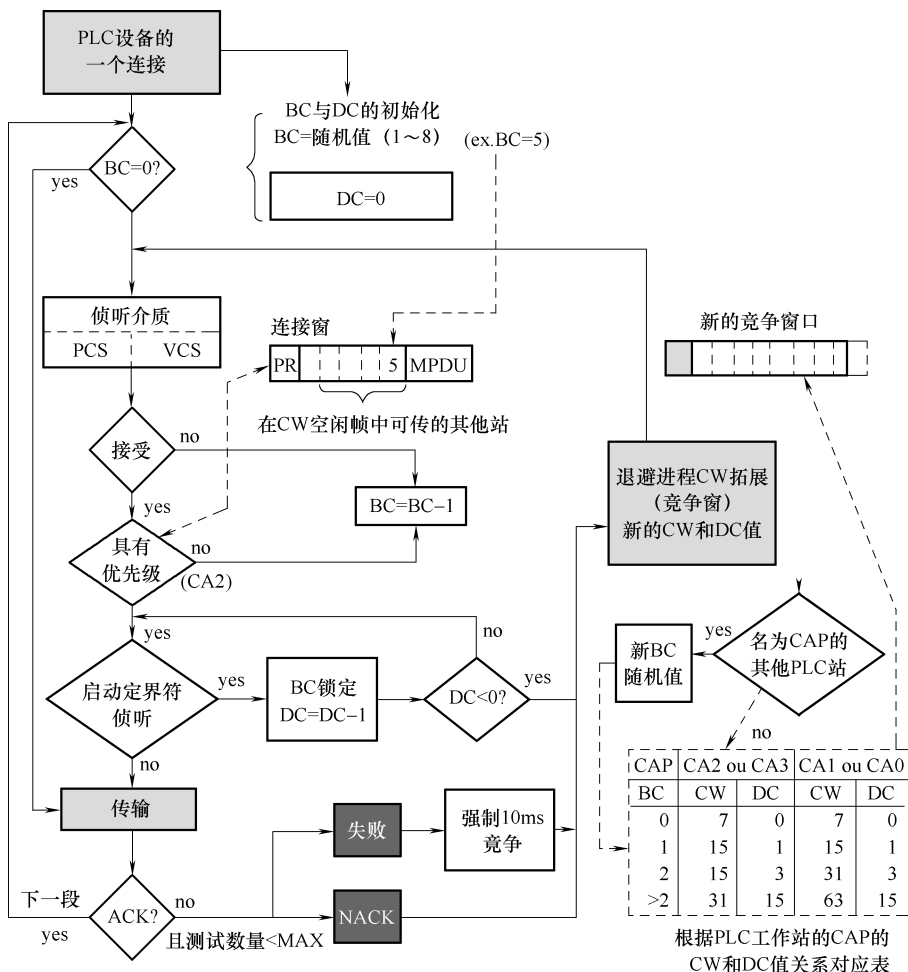 PLC设备的
一个连接
BC与DC的初始化
BC=随机值（1～8）
(ex.BC=5)
DC=0
BC=0?
yes
侦听介质
PCS
VCS
连接窗
PR
5
MPDU
在CW空闲帧中可传的其他站
新的竞争窗口
接受
no
yes
BC=BC−1
具有
优先级
no
(CA2)
yes
退避进程CW拓展
（竞争窗）
新的CW和DC值
启动定界符
侦听
yes
no
BC锁定
DC=DC−1
no
DC<0?
yes
新BC
随机值
yes
名为CAP的
其他PLC站
no
传输
失败
强制10ms
竞争
CAP CA2 ou CA3 CA1 ou CA0
BC CW DC CW DC
0 7 0 7 0
1 15 1 15 1
2 15 3 31 3
>2 31 15 63 15
下一段
yes
ACK?
no
NACK
且测试数量<MAX
根据PLC工作站的CAP的
CW和DC值关系对应表